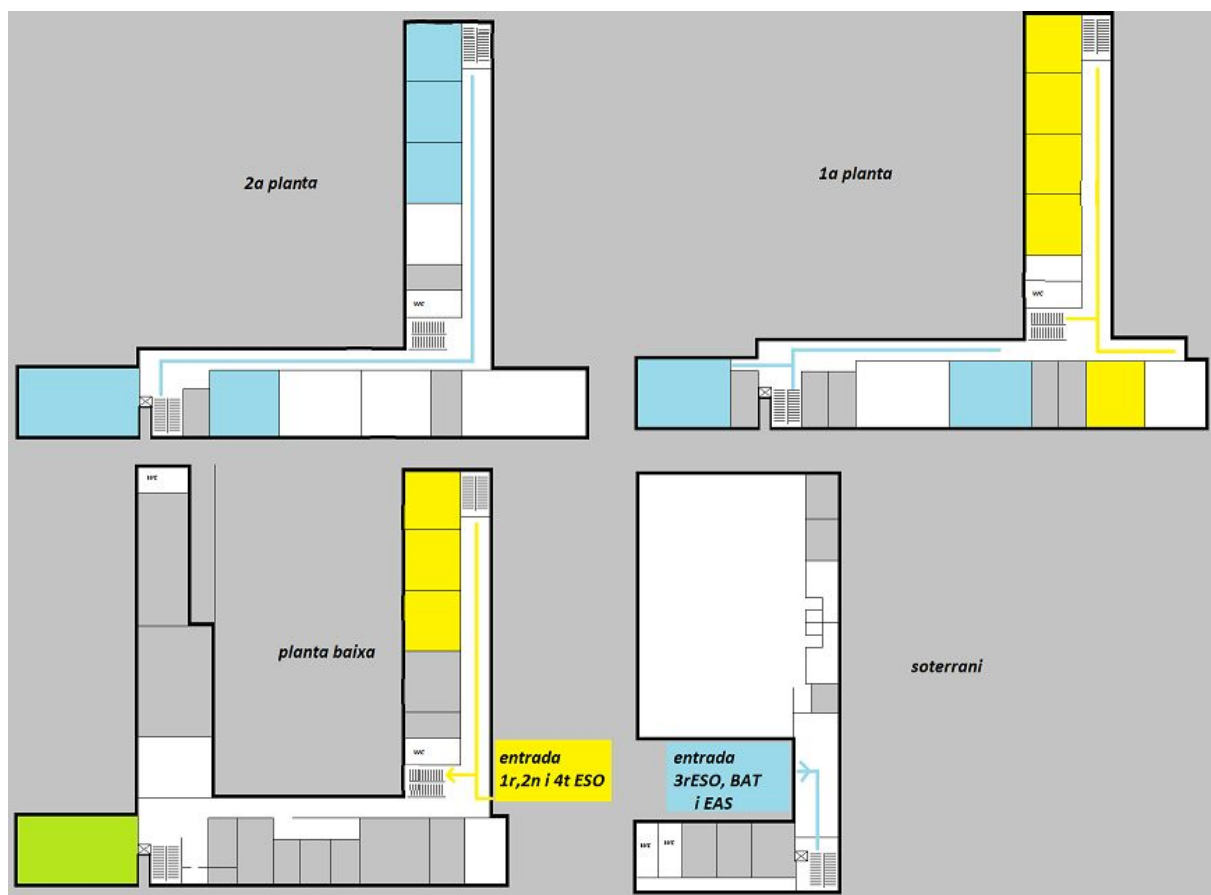 2a planta
1a planta
WC
WC
WC
planta baixa
soterrani
WC
entrada
1r,2n i 4t ESO
entrada
3rESO, BAT
i EAS
WC
WC